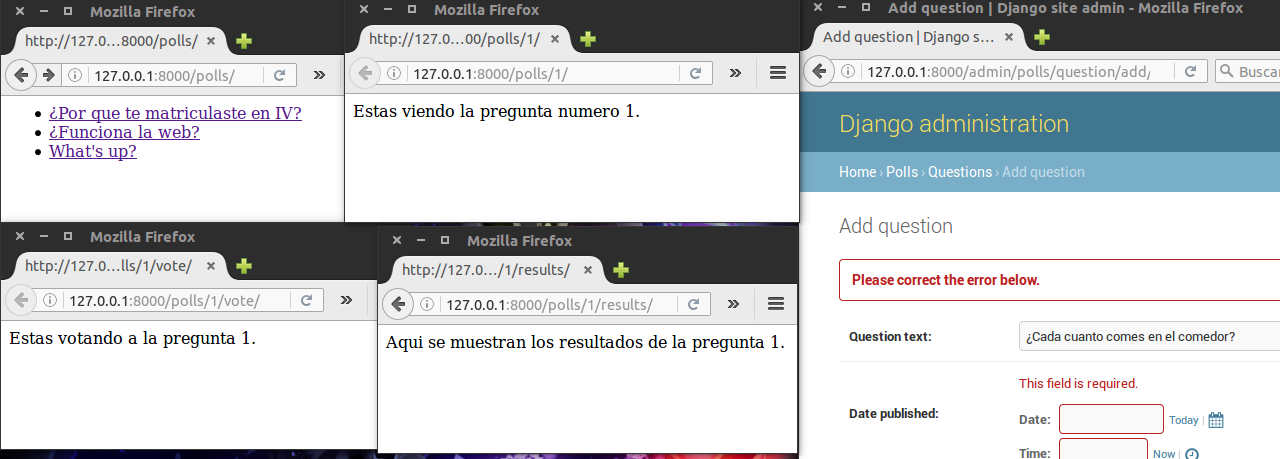 Mozilla Firefox
http://127.0...8000/polls/
127.0.0.1:8000/polls/
¿Por que te matriculaste en IV?
¿Funciona la web?
What's up?
Mozilla Firefox
http://127.0...00/polls/1/
127.0.0.1:8000/polls/1/
Estas viendo la pregunta numero 1.
Mozilla Firefox
http://127.0...lls/1/vote/
127.0.0.1:8000/polls/1/vote/
Estas votando a la pregunta 1.
Mozilla Firefox
http://127.0.../1/results/
127.0.0.1:8000/polls/1/results/
Aqui se muestran los resultados de la pregunta 1.
Add question | Django site admin - Mozilla Firefox
Add question | Django s...
127.0.0.1:8000/admin/polls/question/add/
Buscar
Django administration
Home › Polls › Questions › Add question
Add question
Please correct the error below.
Question text: ¿Cada cuanto comes en el comedor?
This field is required.
Date published:
Date: Today |
Time: Now |